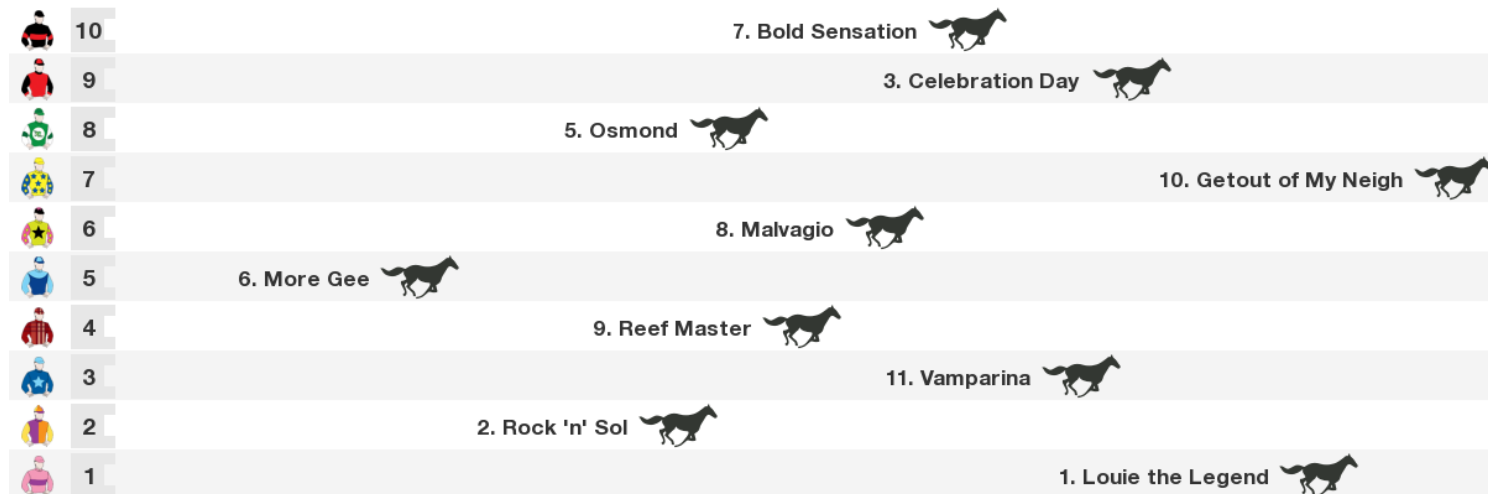 10 7. Bold Sensation
9 3. Celebration Day
8 5. Osmond
7 10. Getout of My Neigh
6 8. Malvagio
5 6. More Gee
4 9. Reef Master
3 11. Vamparina
2 2. Rock 'n' Sol
1 1. Louie the Legend